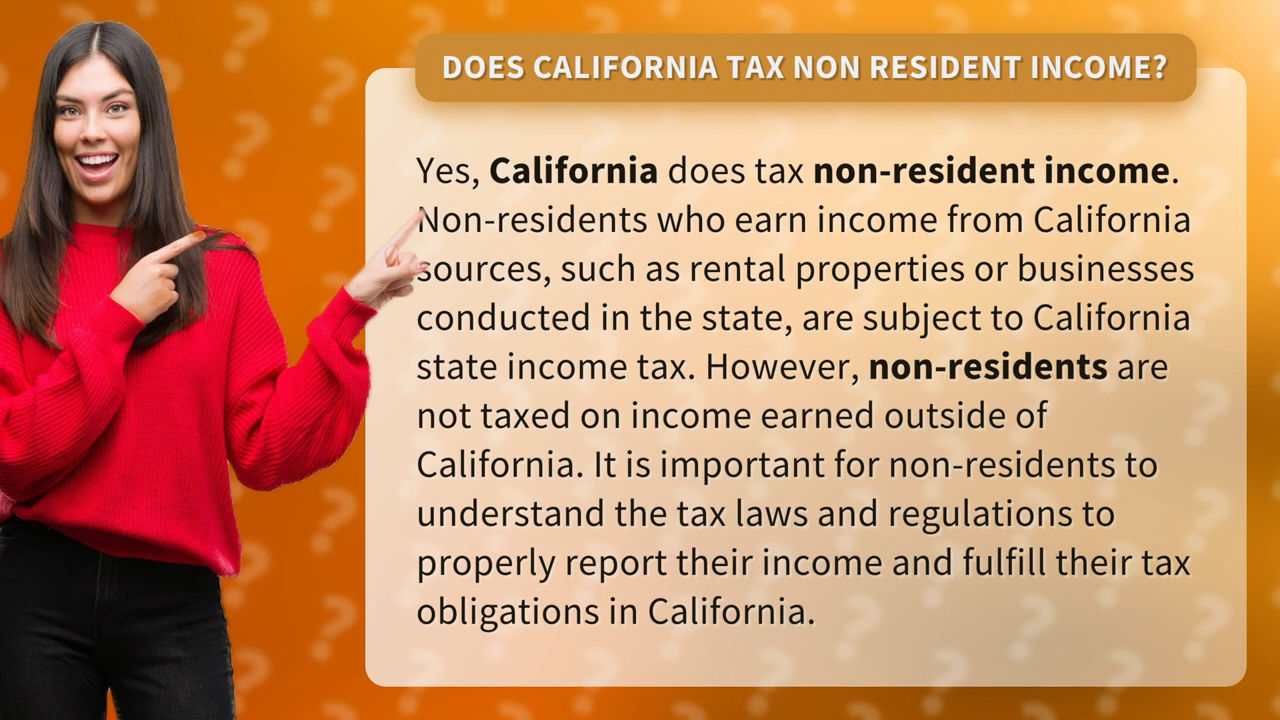 DOES CALIFORNIA TAX NON RESIDENT INCOME?
Yes, California does tax non-resident income.
Non-residents who earn income from California
sources, such as rental properties or businesses
conducted in the state, are subject to California
state income tax. However, non-residents are
not taxed on income earned outside of
California. It is important for non-residents to
understand the tax laws and regulations to
properly report their income and fulfill their tax
obligations in California.